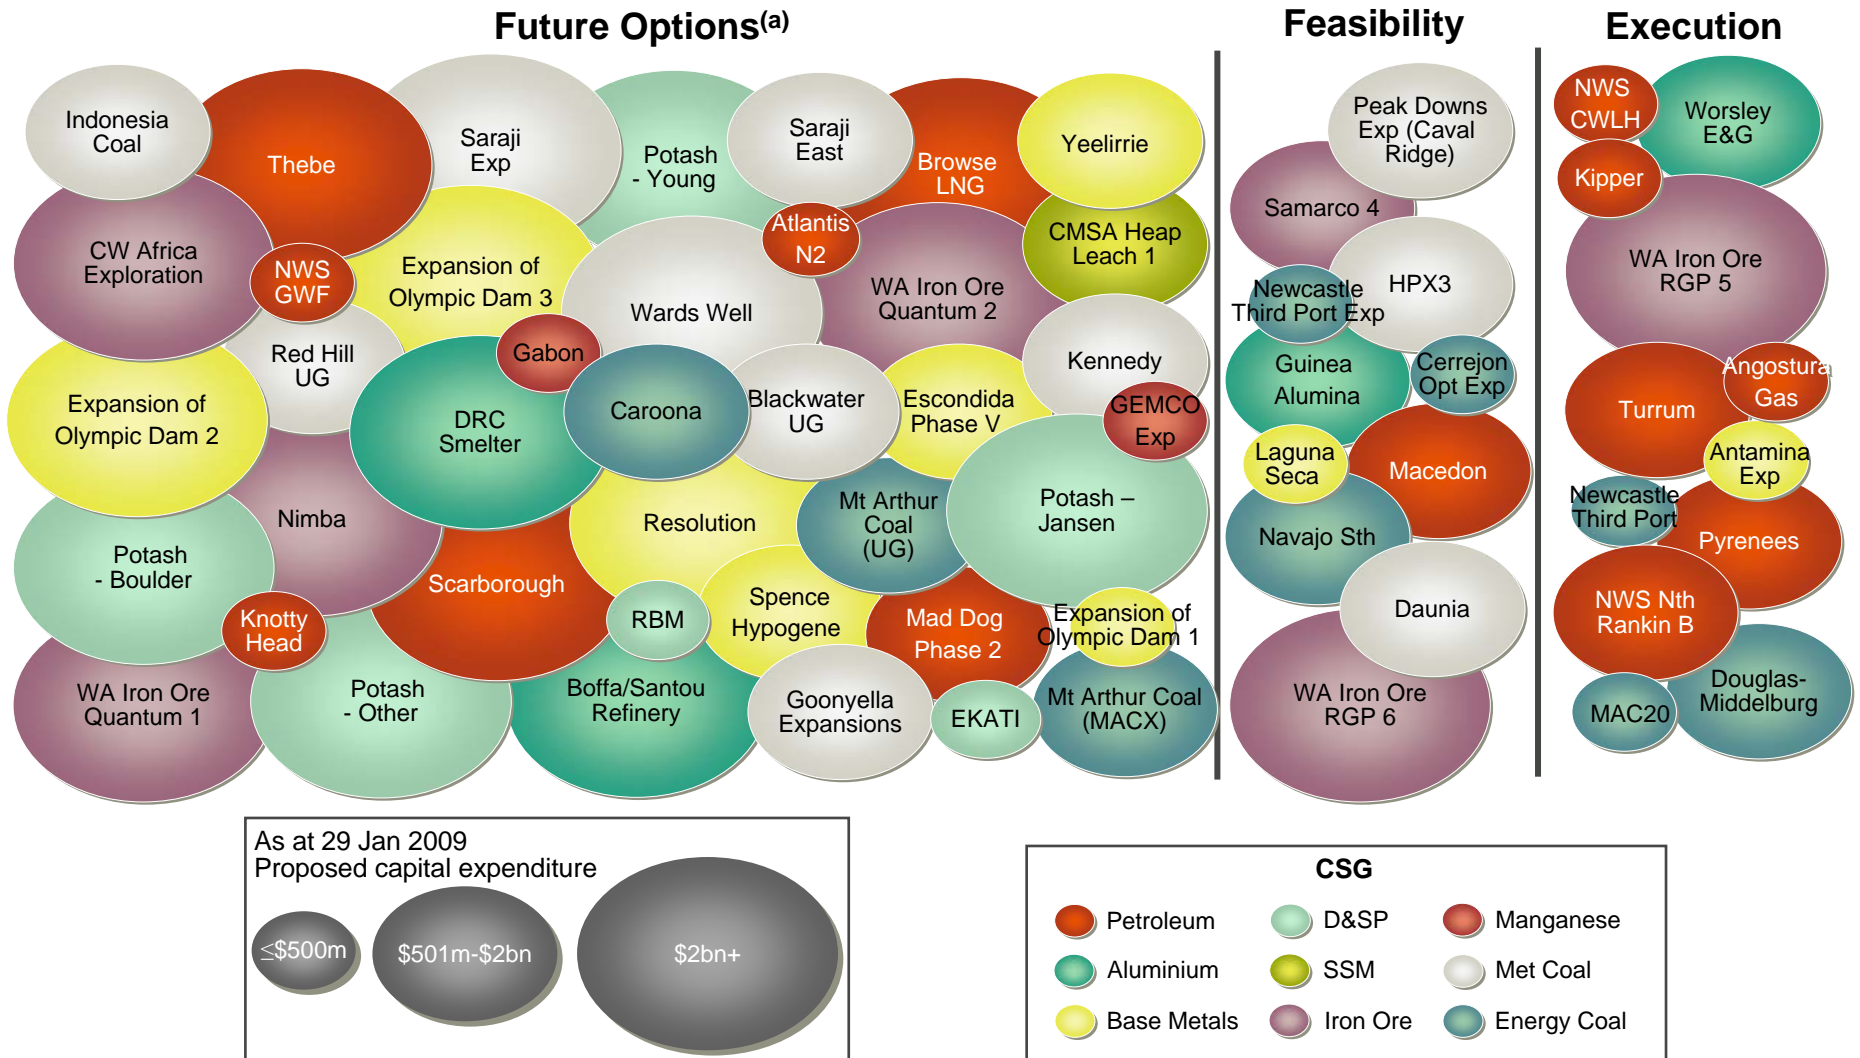 Future Options(a)
Feasibility
Execution
Indonesia
Coal
Thebe
Saraji
Exp
Potash
- Young
Saraji
East
Browse
LNG
Yeelirrie
CW Africa
Exploration
NWS
GWF
Expansion of
Olympic Dam 3
Wards Well
Atlantis
N2
WA Iron Ore
Quantum 2
CMSA Heap
Leach 1
Red Hill
UG
Gabon
Kennedy
Expansion of
Olympic Dam 2
DRC
Smelter
Caroona
Blackwater
UG
Escondida
Phase V
GEMCO
Exp
Nimba
Resolution
Mt Arthur
Coal
(UG)
Potash –
Jansen
Potash
- Boulder
Scarborough
Knotty
Head
RBM
Spence
Hypogene
Mad Dog
Phase 2
Expansion of
Olympic Dam 1
WA Iron Ore
Quantum 1
Potash
- Other
Boffa/Santou
Refinery
Goonyella
Expansions
EKATI
Mt Arthur Coal
(MACX)
Peak Downs
Exp (Caval
Ridge)
Samarco 4
HPX3
Newcastle
Third Port Exp
Guinea
Alumina
Cerrejon
Opt Exp
Laguna
Seca
Macedon
Navajo Sth
Daunia
WA Iron Ore
RGP 6
NWS
CWLH
Worsley
E&G
Kipper
WA Iron Ore
RGP 5
Turrum
Angostura
Gas
Antamina
Exp
Newcastle
Third Port
Pyrenees
NWS Nth
Rankin B
MAC20
Douglas-
Middelburg
As at 29 Jan 2009
Proposed capital expenditure
≤$500m
$501m-$2bn
$2bn+
CSG
Petroleum
D&SP
Manganese
Aluminium
SSM
Met Coal
Base Metals
Iron Ore
Energy Coal